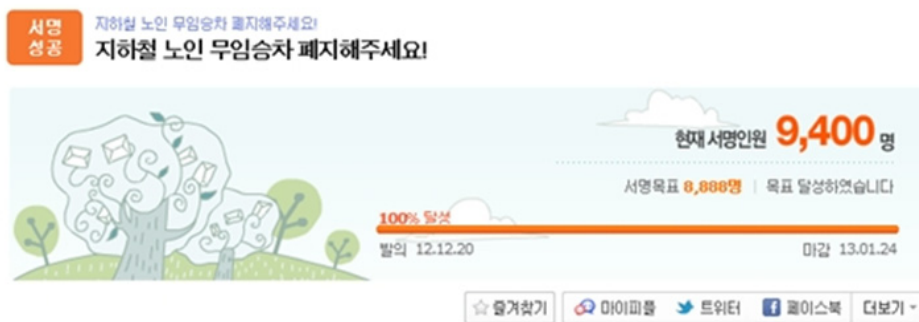 서명
성공
지하철 노인 무임승차 폐지해주세요!
지하철 노인 무임승차 폐지해주세요!
현재 서명인원 9,400 명
서명목표 8,888명 | 목표 달성하였습니다
100% 달성
발의 12.12.20 마감 13.01.24
즐겨찾기 마이피플 트위터 페이스북 더보기